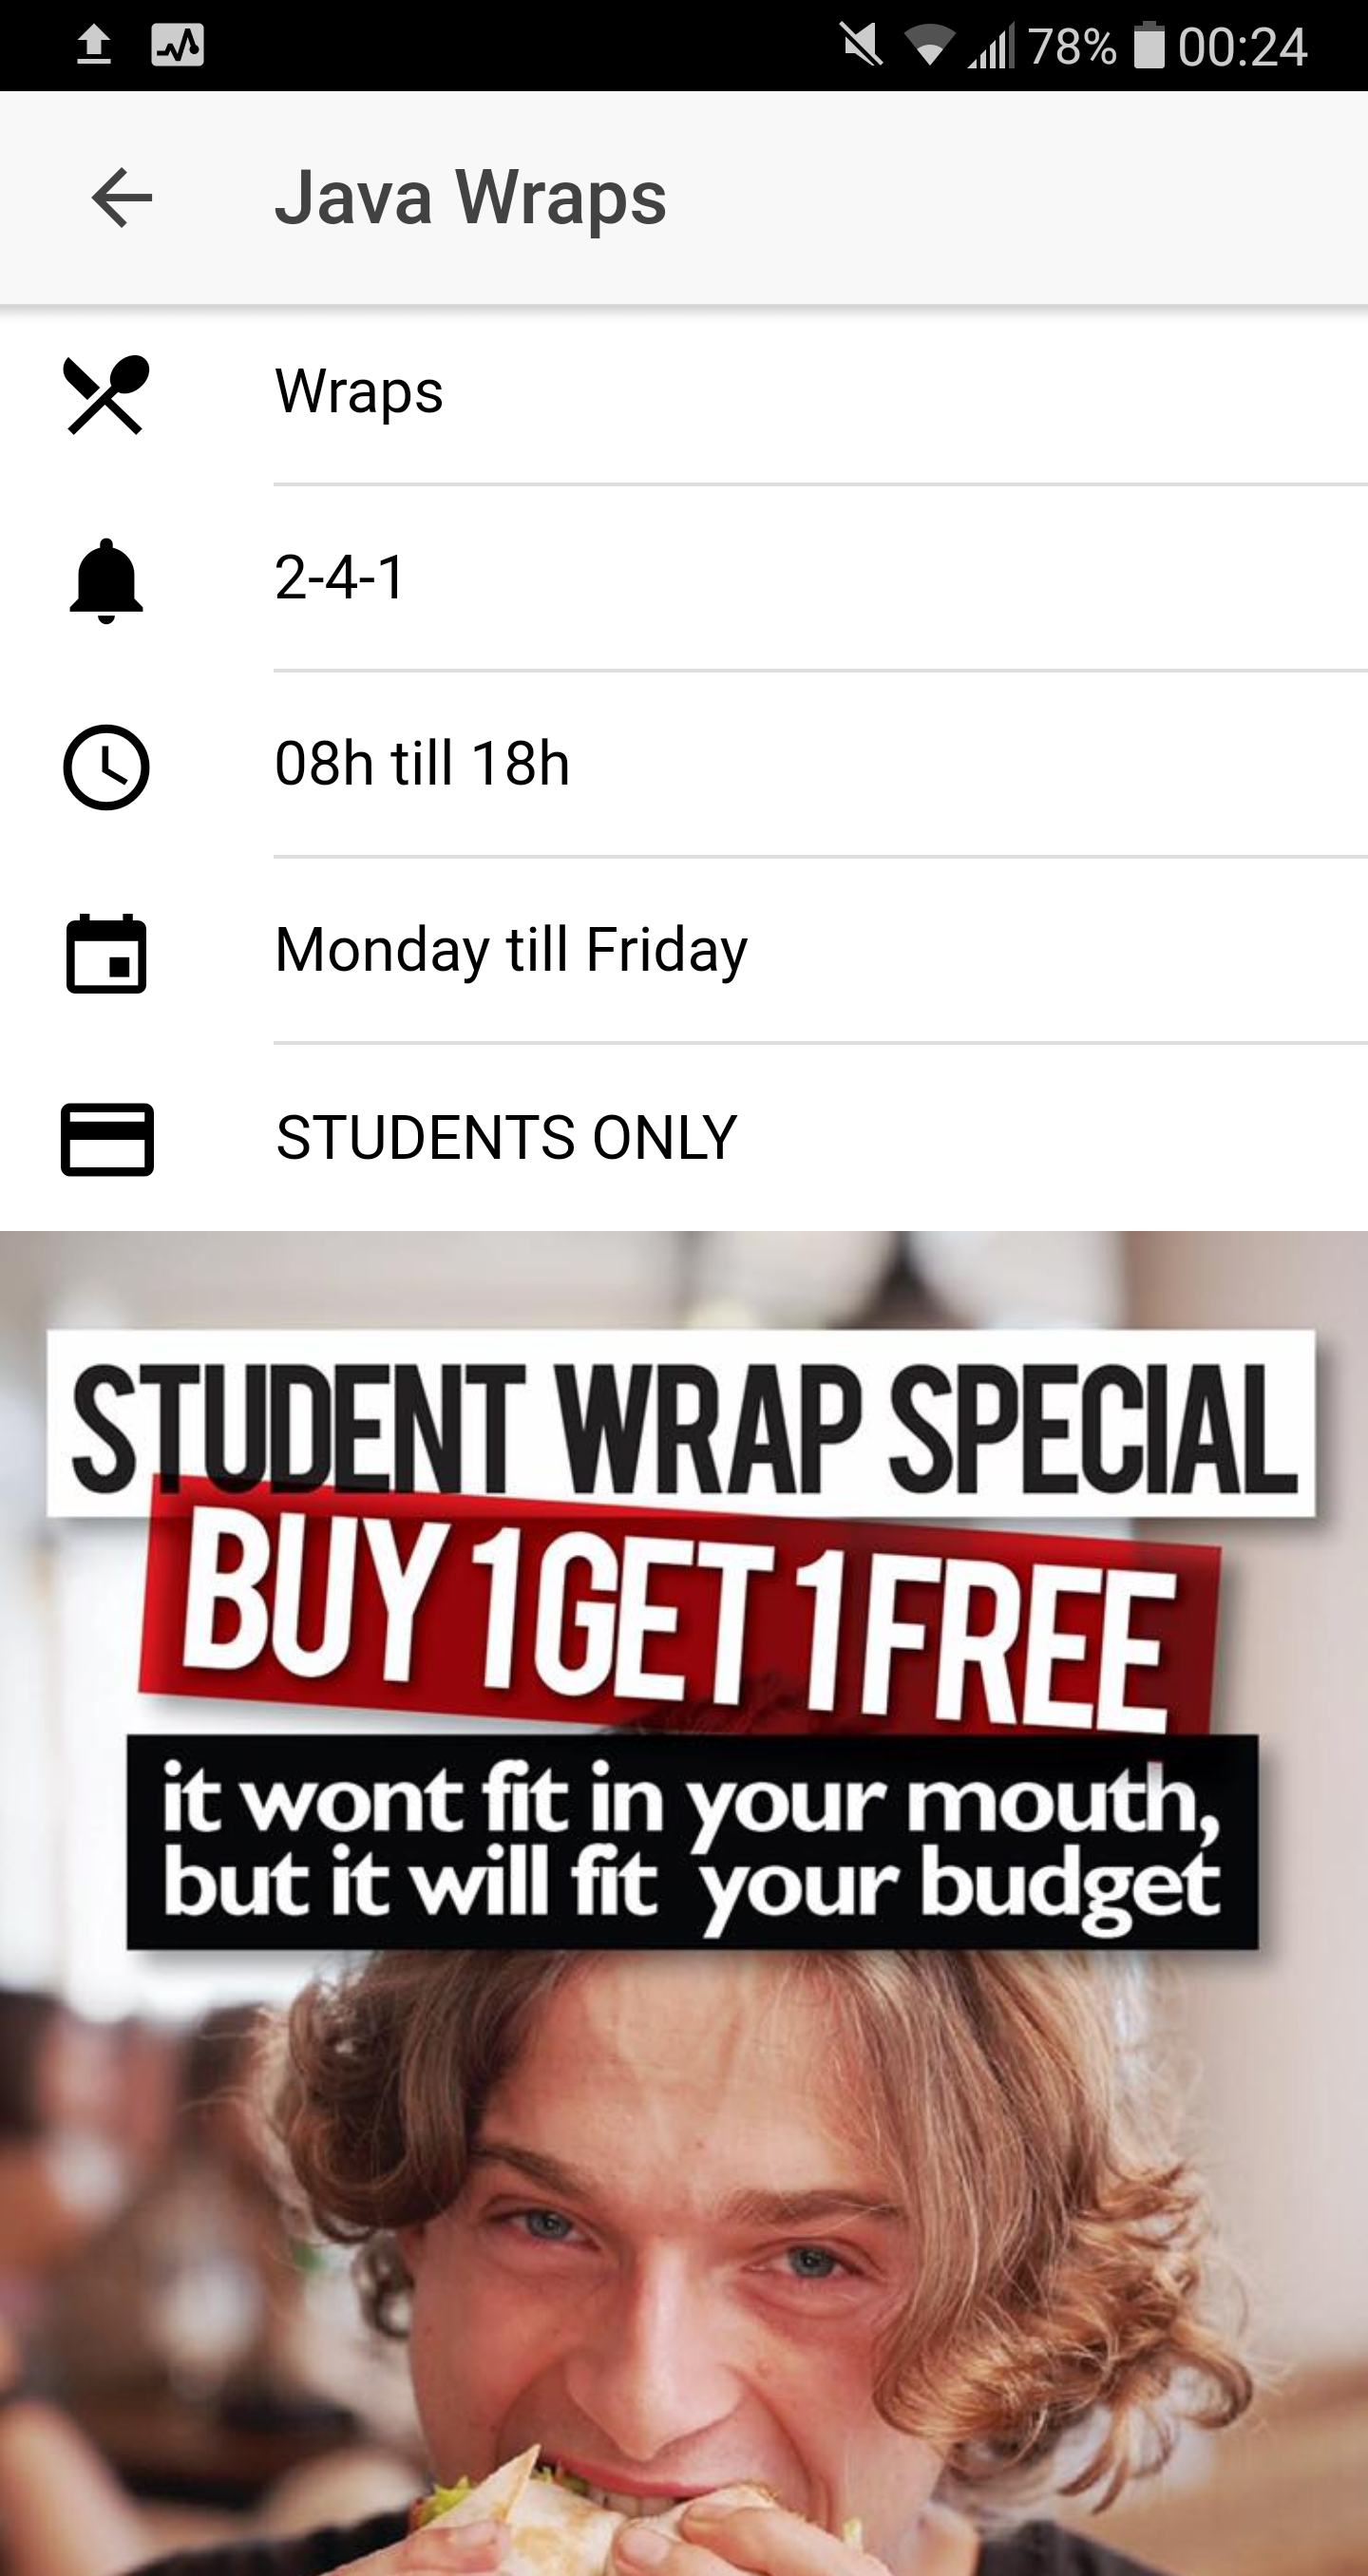 78% 00:24
Java Wraps
Wraps
2-4-1
08h till 18h
Monday till Friday
STUDENTS ONLY
STUDENT WRAP SPECIAL
BUY 1 GET 1 FREE
it wont fit in your mouth,
but it will fit your budget